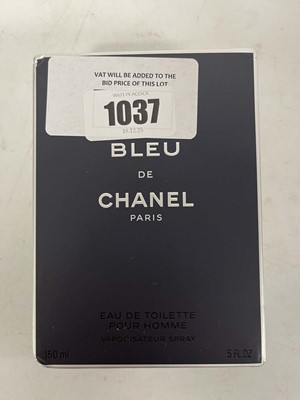 VAT WILL BE ADDED TO THE
BID PRICE OF THIS LOT
1037
BLEU
DE
CHANEL
PARIS
EAU DE TOILETTE
POUR HOMME
VAPORISATEUR SPRAY
150 ml 5 FL. OZ